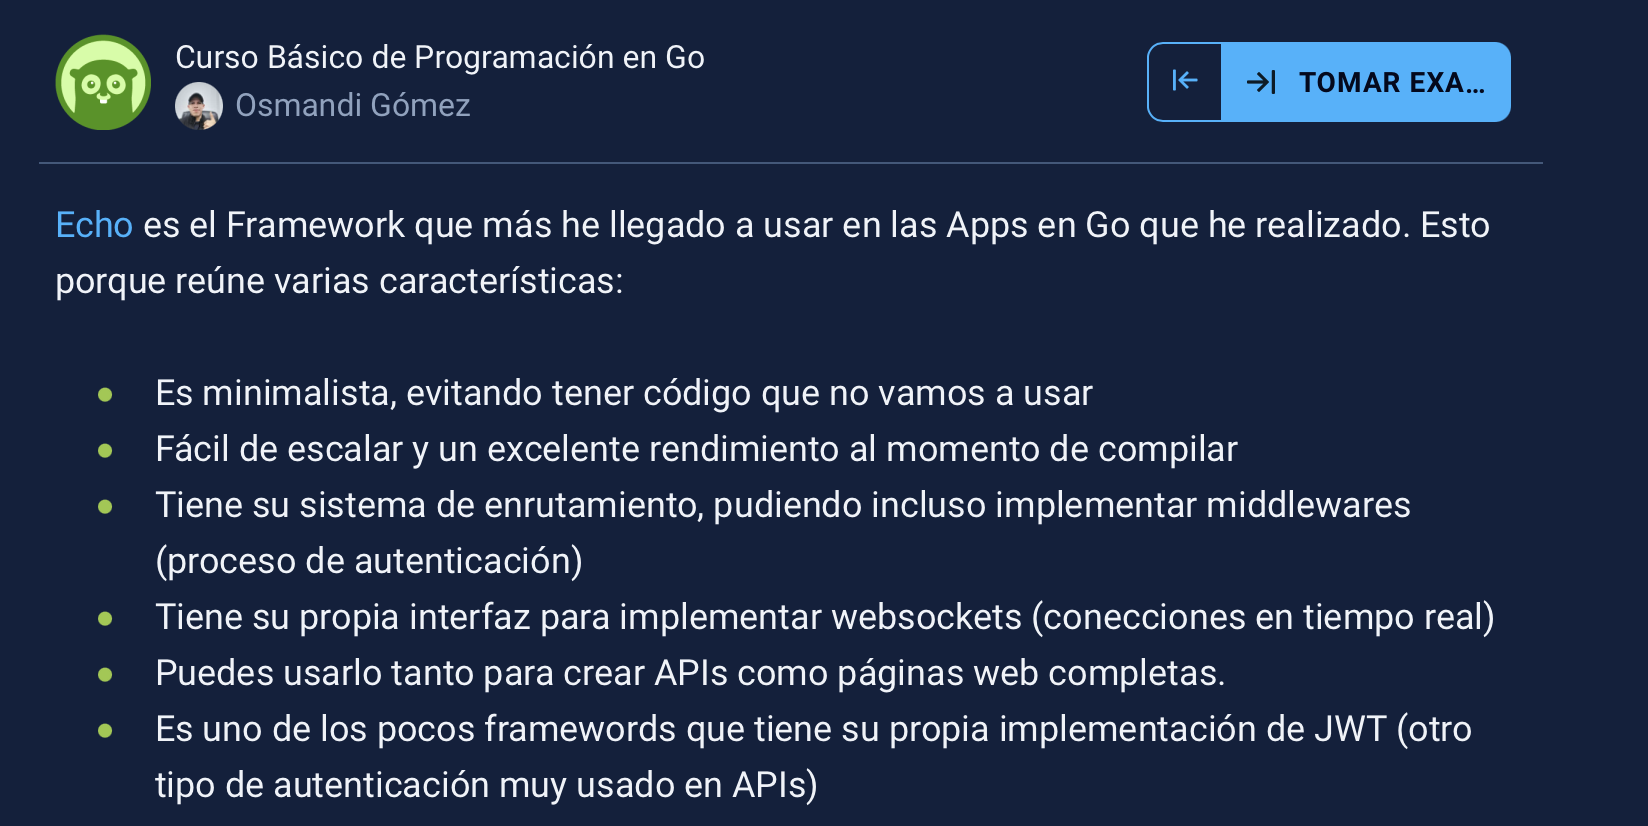 Curso Básico de Programación en Go
Osmandi Gómez
TOMAR EXA...
Echo es el Framework que más he llegado a usar en las Apps en Go que he realizado. Esto
porque reúne varias características:
Es minimalista, evitando tener código que no vamos a usar
Fácil de escalar y un excelente rendimiento al momento de compilar
Tiene su sistema de enrutamiento, pudiendo incluso implementar middlewares
(proceso de autenticación)
Tiene su propia interfaz para implementar websockets (conecciones en tiempo real)
Puedes usarlo tanto para crear APIs como páginas web completas.
Es uno de los pocos framewords que tiene su propia implementación de JWT (otro
tipo de autenticación muy usado en APIs)